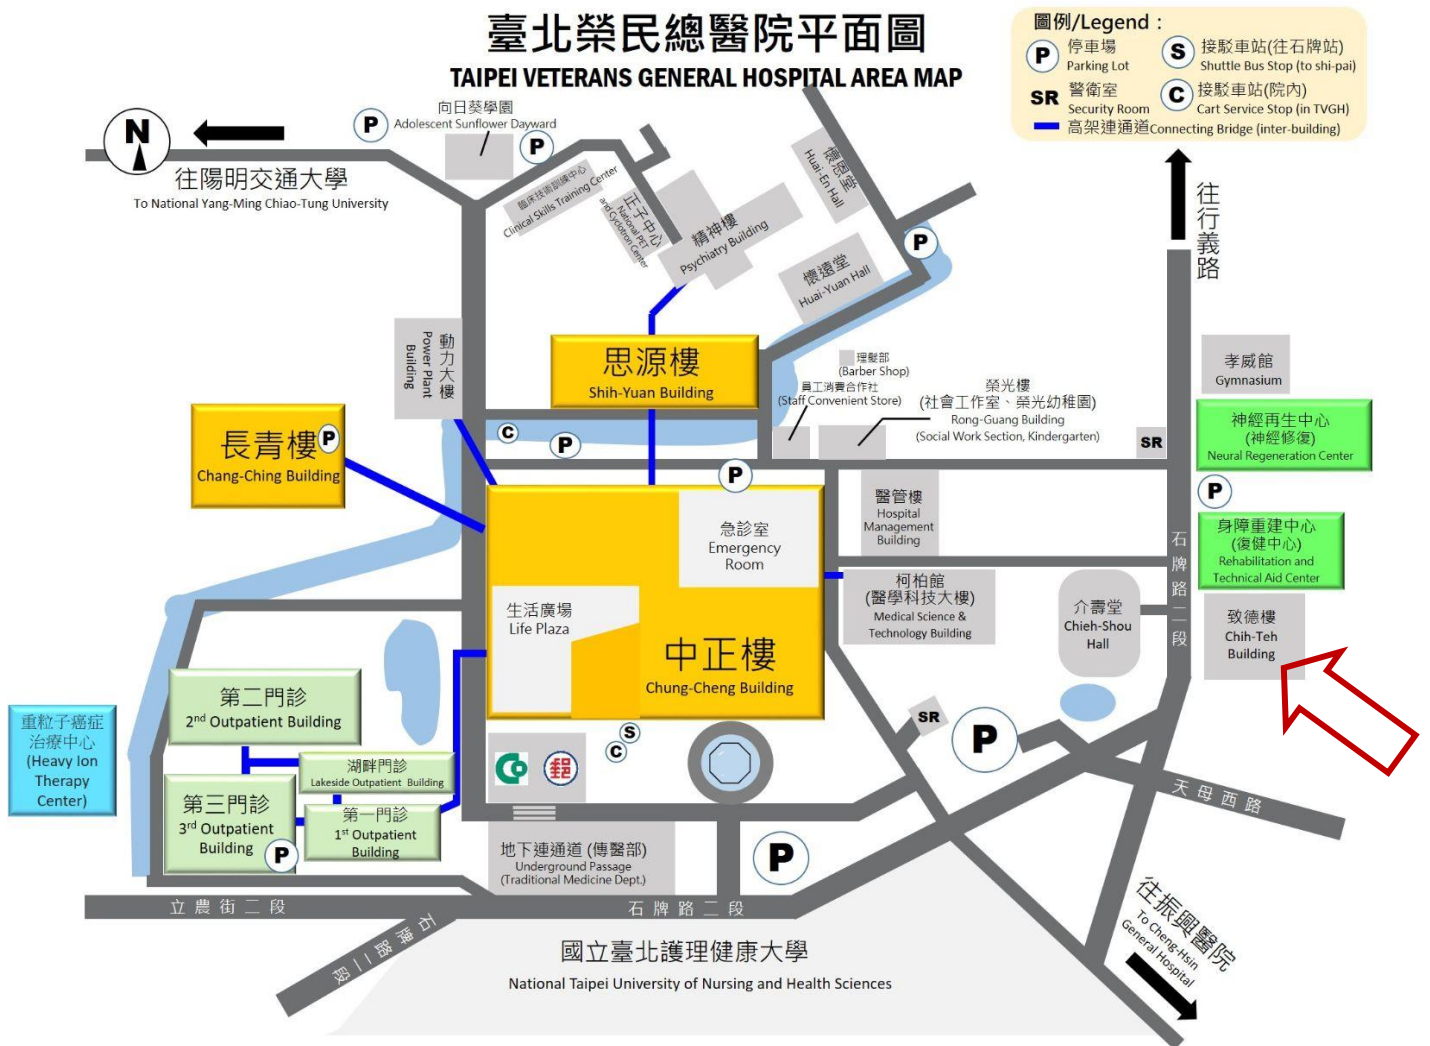 臺北榮民總醫院平面圖
TAIPEI VETERANS GENERAL HOSPITAL AREA MAP
圖例/Legend：
P 停車場
Parking Lot
S 接駁車站(往石牌站)
Shuttle Bus Stop (to shi-pai)
SR 警衛室
Security Room
C 接駁車站(院內)
Cart Service Stop (in TVGH)
高架連通道Connecting Bridge (inter-building)
N
往陽明交通大學
To National Yang-Ming Chiao-Tung University
P
向日葵學園
Adolescent Sunflower Dayward
P
臨床技術訓練中心
Clinical Skills Training Center
正子中心
National PET
and Cyclotron Center
精神樓
Psychiatry Building
懷恩堂
Huai-En Hall
懷遠堂
Huai-Yuan Hall
P
往行義路
動力大樓
Power Plant
Building
思源樓
Shih-Yuan Building
理髮部
(Barber Shop)
員工消費合作社
(Staff Convenient Store)
榮光樓
(社會工作室、榮光幼稚園)
Rong-Guang Building
(Social Work Section, Kindergarten)
孝威館
Gymnasium
神經再生中心
(神經修復)
Neural Regeneration Center
SR
P
長青樓
P
Chang-Ching Building
C
P
P
急診室
Emergency
Room
醫管樓
Hospital
Management
Building
身障重建中心
(復健中心)
Rehabilitation and
Technical Aid Center
石牌路二段
生活廣場
Life Plaza
中正樓
Chung-Cheng Building
柯柏館
(醫學科技大樓)
Medical Science &
Technology Building
介壽堂
Chieh-Shou
Hall
致德樓
Chih-Teh
Building
第二門診
2nd Outpatient Building
重粒子癌症
治療中心
(Heavy Ion
Therapy
Center)
湖畔門診
Lakeside Outpatient Building
第三門診
3rd Outpatient
Building
P
第一門診
1st Outpatient
Building
S
C
郵
SR
P
天母西路
地下連通道 (傳醫部)
Underground Passage
(Traditional Medicine Dept.)
P
立農街二段
石牌路二段
石牌路二段
往振興醫院
To Cheng-Hsin
General Hospital
國立臺北護理健康大學
National Taipei University of Nursing and Health Sciences